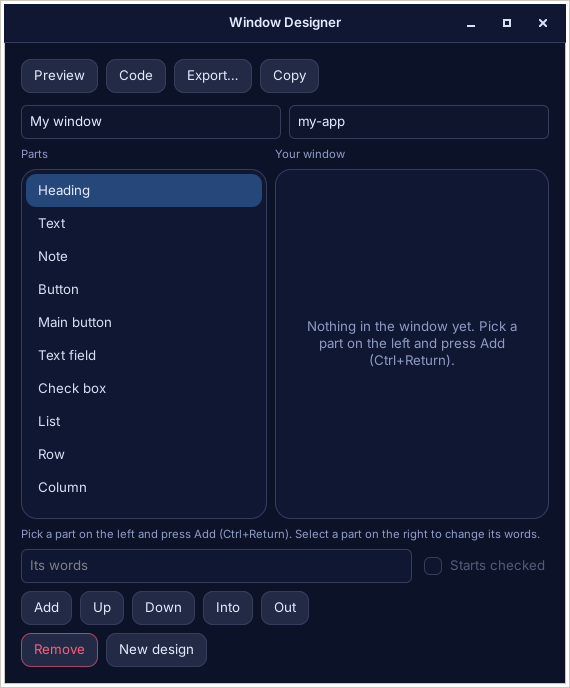 Window Designer
Preview
Code
Export...
Copy
My window
my-app
Parts
Your window
Heading
Text
Note
Button
Main button
Text field
Check box
List
Row
Column
Nothing in the window yet. Pick a
part on the left and press Add
(Ctrl+Return).
Pick a part on the left and press Add (Ctrl+Return). Select a part on the right to change its words.
Its words
Starts checked
Add
Up
Down
Into
Out
Remove
New design